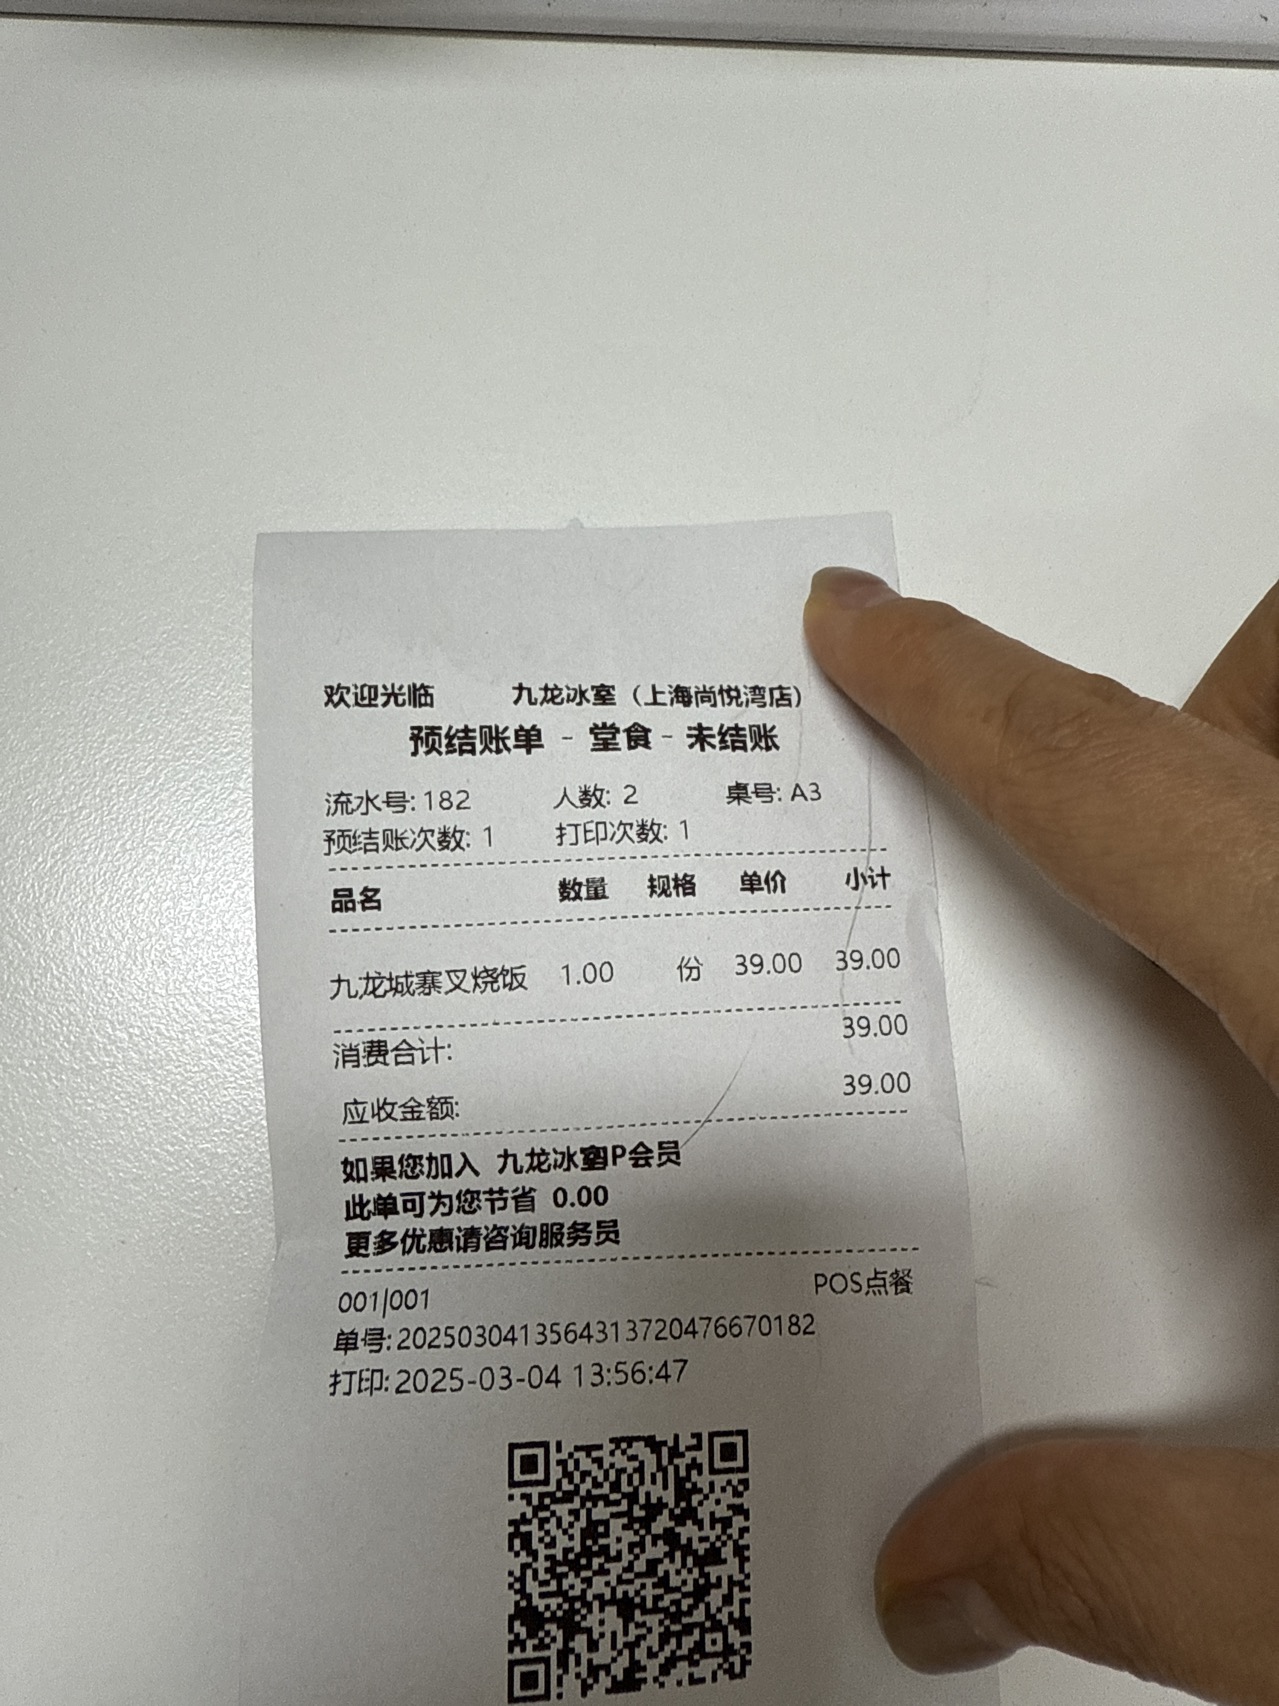 欢迎光临 九龙冰室（上海尚悦湾店）
预结账单 - 堂食 - 未结账
流水号: 182 人数: 2 桌号: A3
预结账次数: 1 打印次数: 1
品名 数量 规格 单价 小计
九龙城寨叉烧饭 1.00 份 39.00 39.00
消费合计: 39.00
应收金额: 39.00
如果您加入 九龙冰室P会员
此单可为您节省 0.00
更多优惠请咨询服务员
001|001 POS点餐
单号: 20250304135643137204766​70182
打印: 2025-03-04 13:56:47